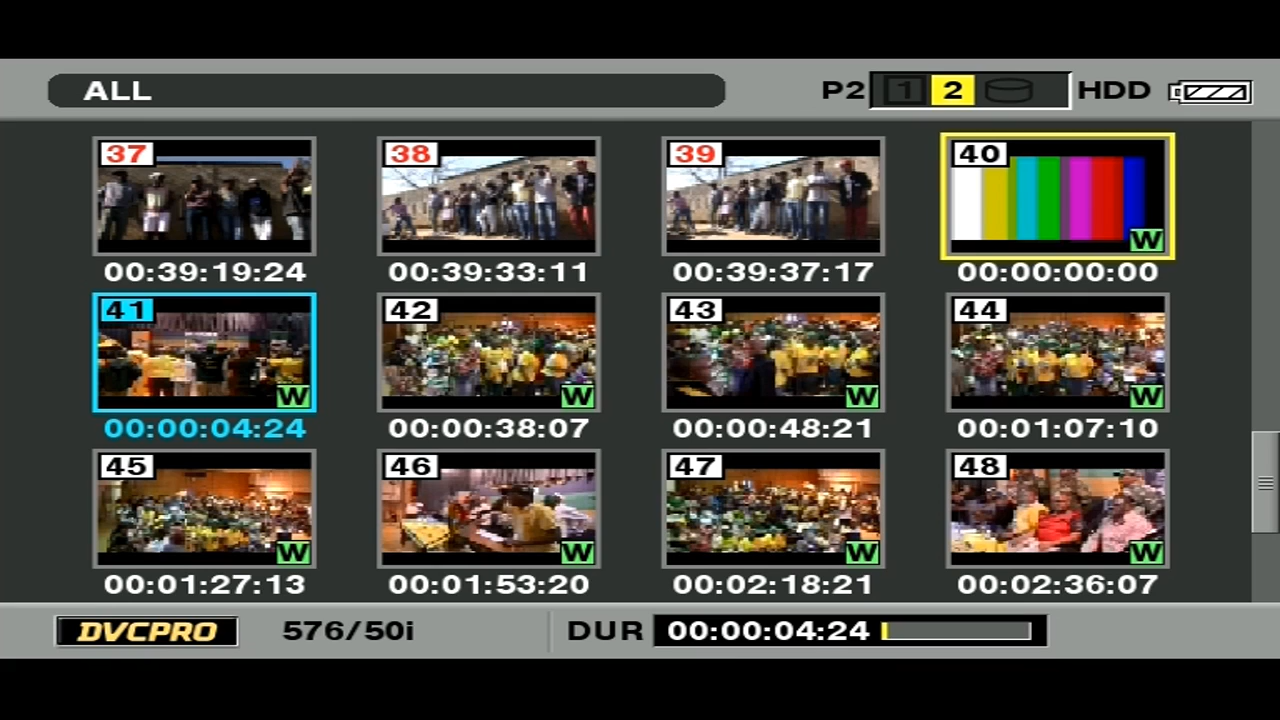 ALL P2 1 2 HDD
37 38 39 40
W
00:39:19:24 00:39:33:11 00:39:37:17 00:00:00:00
41 42 43 44
W W W W
00:00:04:24 00:00:38:07 00:00:48:21 00:01:07:10
45 46 47 48
W W W W
00:01:27:13 00:01:53:20 00:02:18:21 00:02:36:07
DVCPRO 576/50i DUR 00:00:04:24